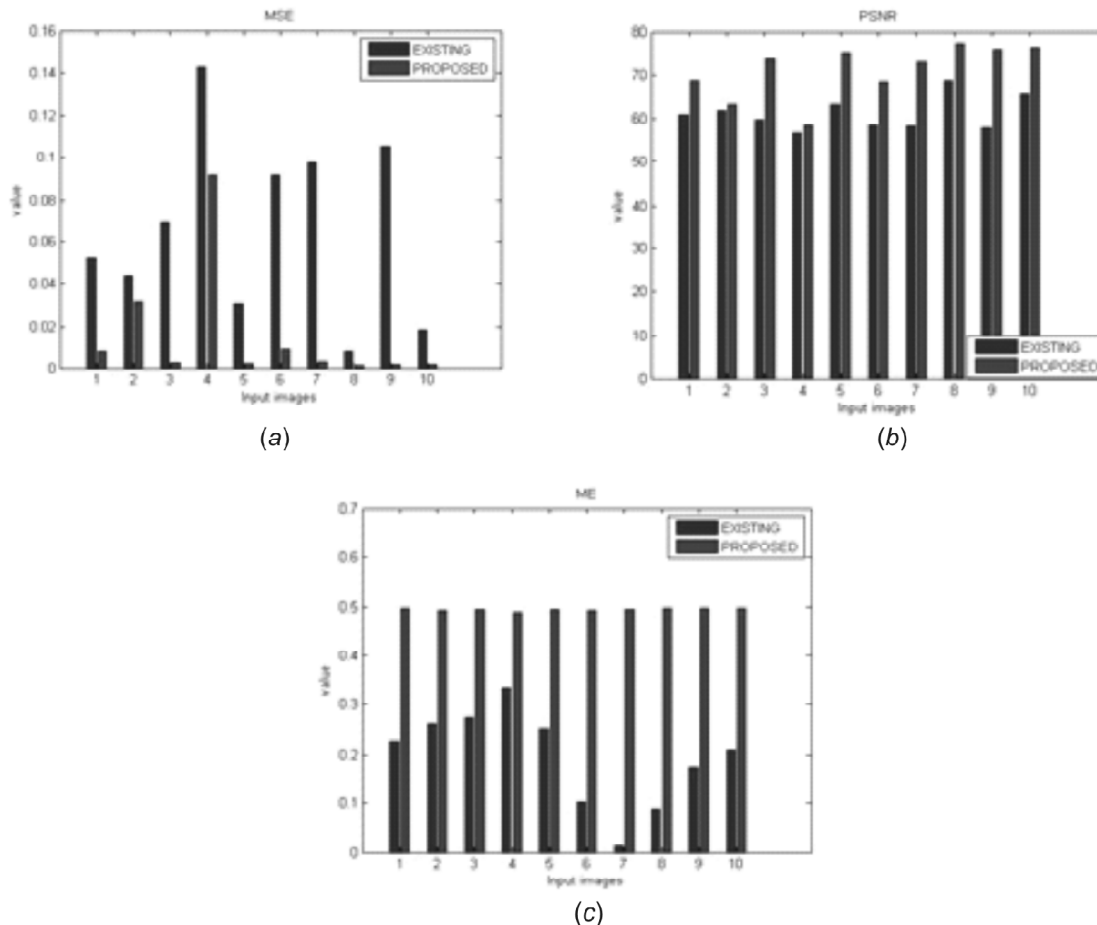 MSE
0.16
0.14
0.12
0.1
0.08
0.06
0.04
0.02
0
value
EXISTING
PROPOSED
1 2 3 4 5 6 7 8 9 10
Input images
(a)
PSNR
80
70
60
50
40
30
20
10
0
value
EXISTING
PROPOSED
1 2 3 4 5 6 7 8 9 10
Input images
(b)
ME
0.7
0.6
0.5
0.4
0.3
0.2
0.1
0
value
EXISTING
PROPOSED
1 2 3 4 5 6 7 8 9 10
Input images
(c)